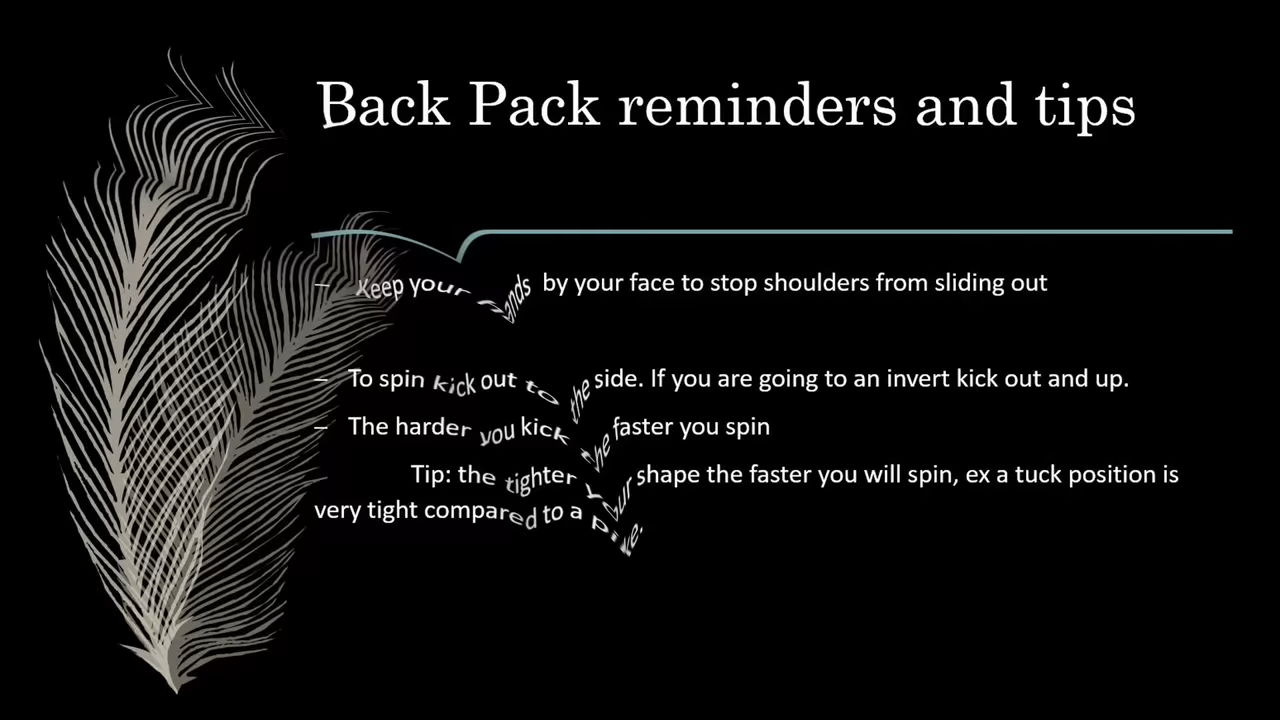 Back Pack reminders and tips
– Keep your hands by your face to stop shoulders from sliding out
– To spin kick out to the side. If you are going to an invert kick out and up.
– The harder you kick the faster you spin
Tip: the tighter your shape the faster you will spin, ex a tuck position is
very tight compared to a pike.